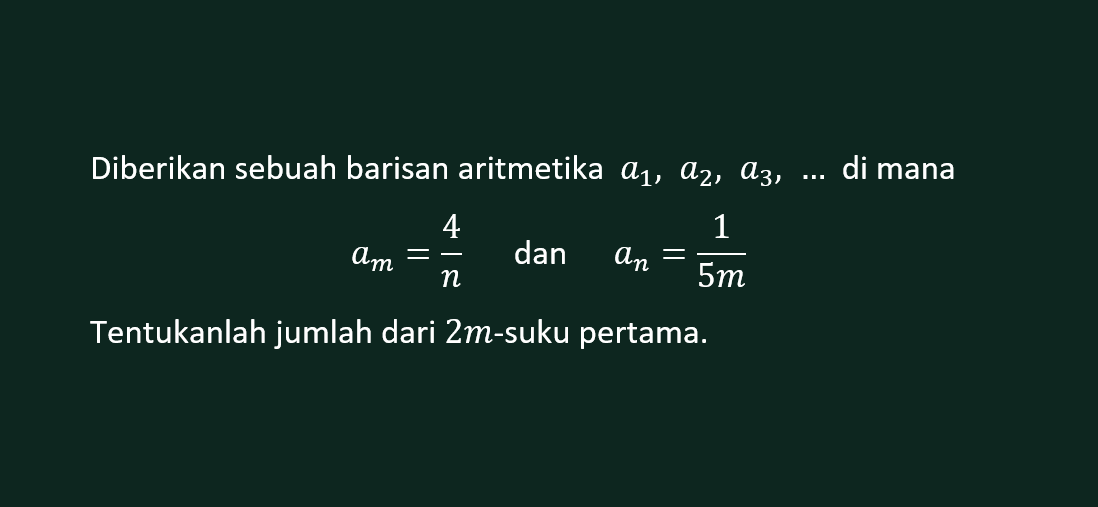 Diberikan sebuah barisan aritmetika a₁, a₂, a₃, ... di mana
aₘ = 4/n dan aₙ = 1/5m
Tentukanlah jumlah dari 2m-suku pertama.